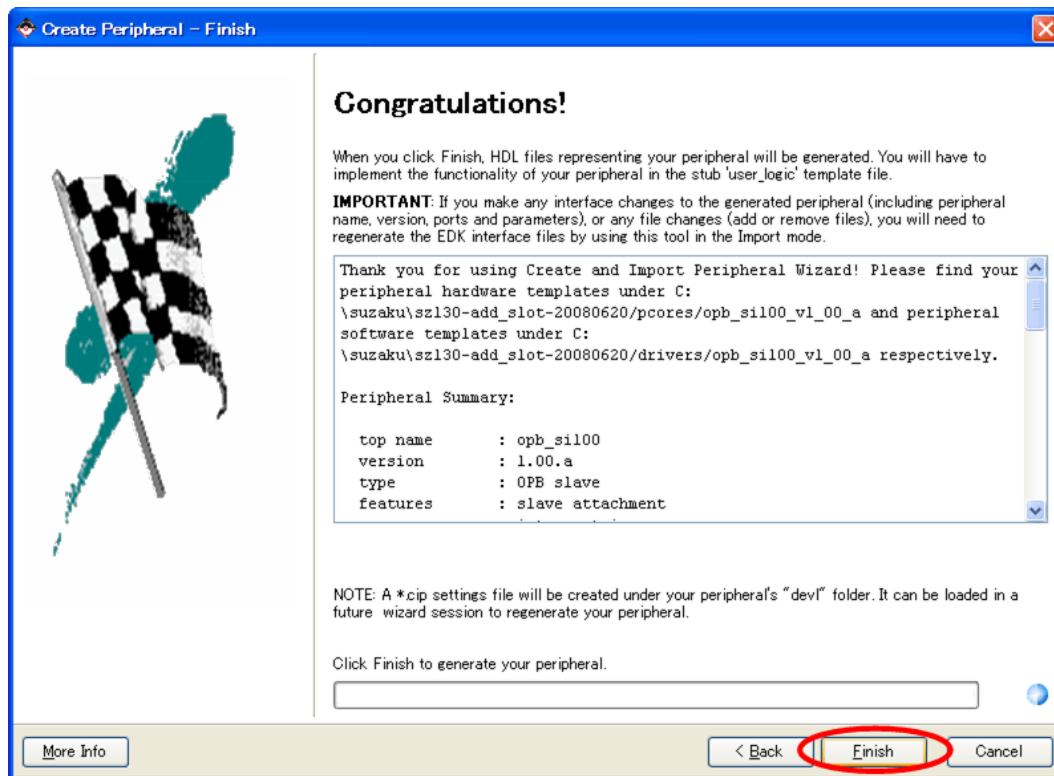 Create Peripheral - Finish
Congratulations!
When you click Finish, HDL files representing your peripheral will be generated. You will have to
implement the functionality of your peripheral in the stub 'user_logic' template file.
IMPORTANT: If you make any interface changes to the generated peripheral (including peripheral
name, version, ports and parameters), or any file changes (add or remove files), you will need to
regenerate the EDK interface files by using this tool in the Import mode.
Thank you for using Create and Import Peripheral Wizard! Please find your
peripheral hardware templates under C:
\suzaku\sz130-add_slot-20080620/pcores/opb_sil00_v1_00_a and peripheral
software templates under C:
\suzaku\sz130-add_slot-20080620/drivers/opb_sil00_v1_00_a respectively.
Peripheral Summary:
top name : opb_sil00
version : 1.00.a
type : OPB slave
features : slave attachment
NOTE: A *.cip settings file will be created under your peripheral's "devl" folder. It can be loaded in a
future wizard session to regenerate your peripheral.
Click Finish to generate your peripheral.
More Info
< Back
Finish
Cancel